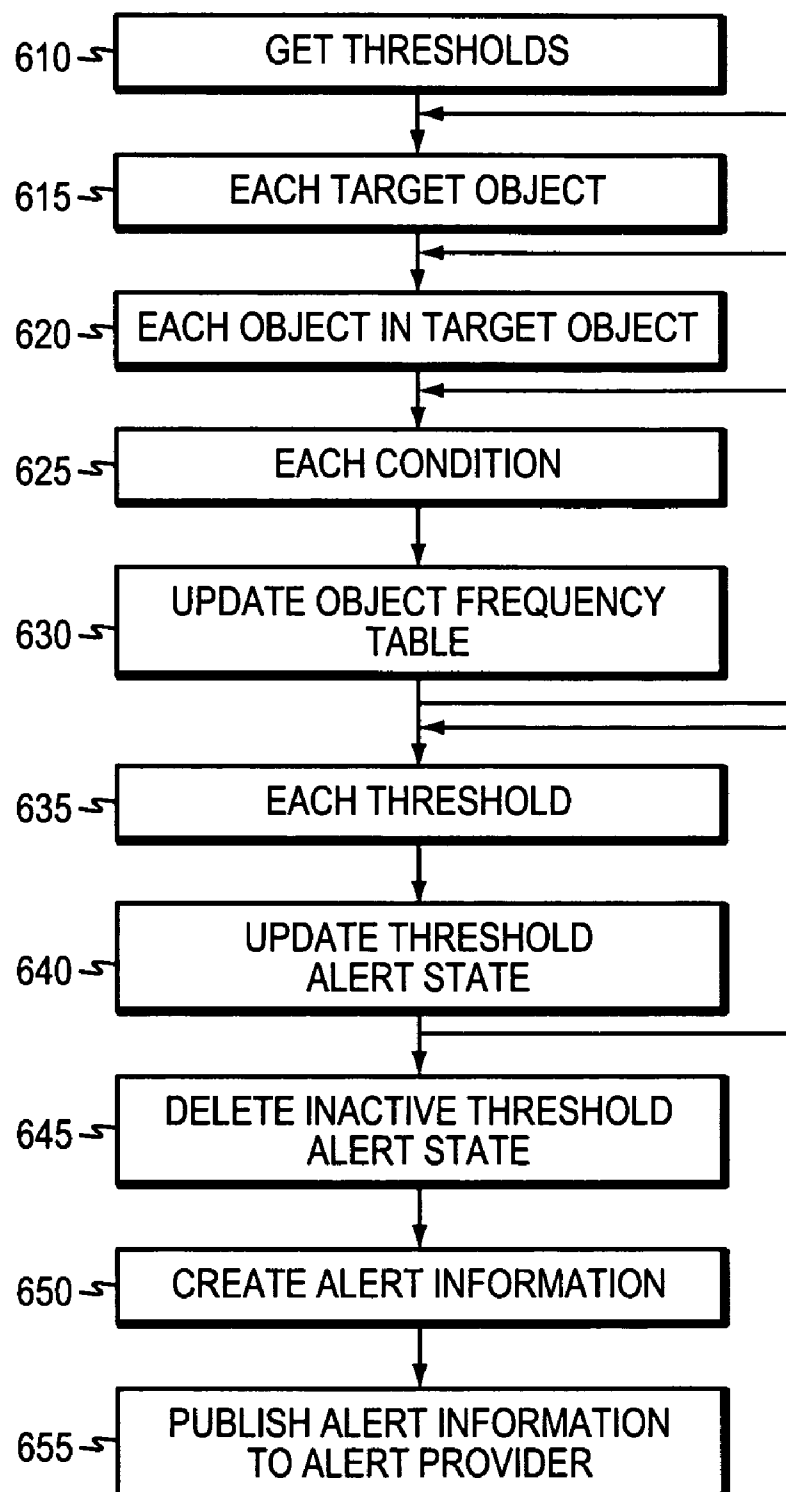 610 GET THRESHOLDS
615 EACH TARGET OBJECT
620 EACH OBJECT IN TARGET OBJECT
625 EACH CONDITION
630 UPDATE OBJECT FREQUENCY
TABLE
635 EACH THRESHOLD
640 UPDATE THRESHOLD
ALERT STATE
645 DELETE INACTIVE THRESHOLD
ALERT STATE
650 CREATE ALERT INFORMATION
655 PUBLISH ALERT INFORMATION
TO ALERT PROVIDER